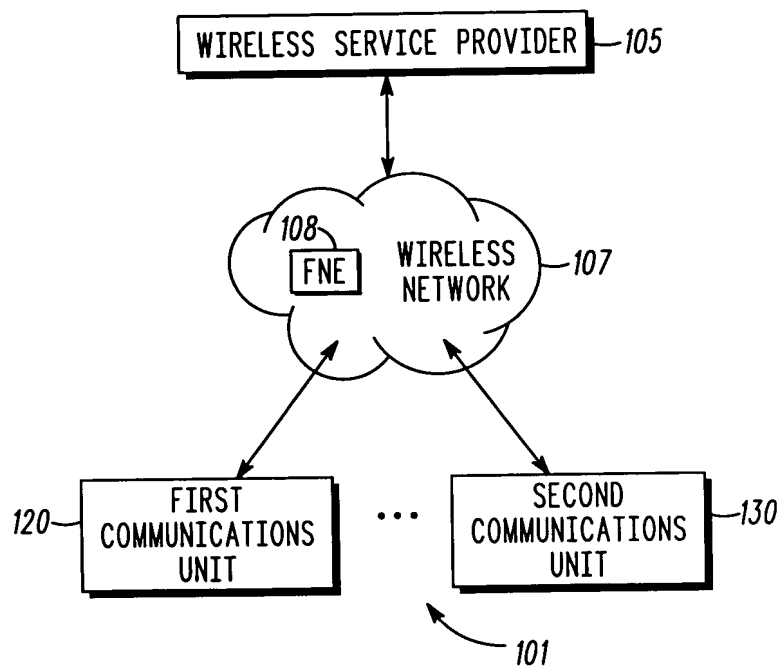 WIRELESS SERVICE PROVIDER 105
108
FNE
WIRELESS
NETWORK
107
120
FIRST
COMMUNICATIONS
UNIT
...
SECOND
COMMUNICATIONS
UNIT
130
101